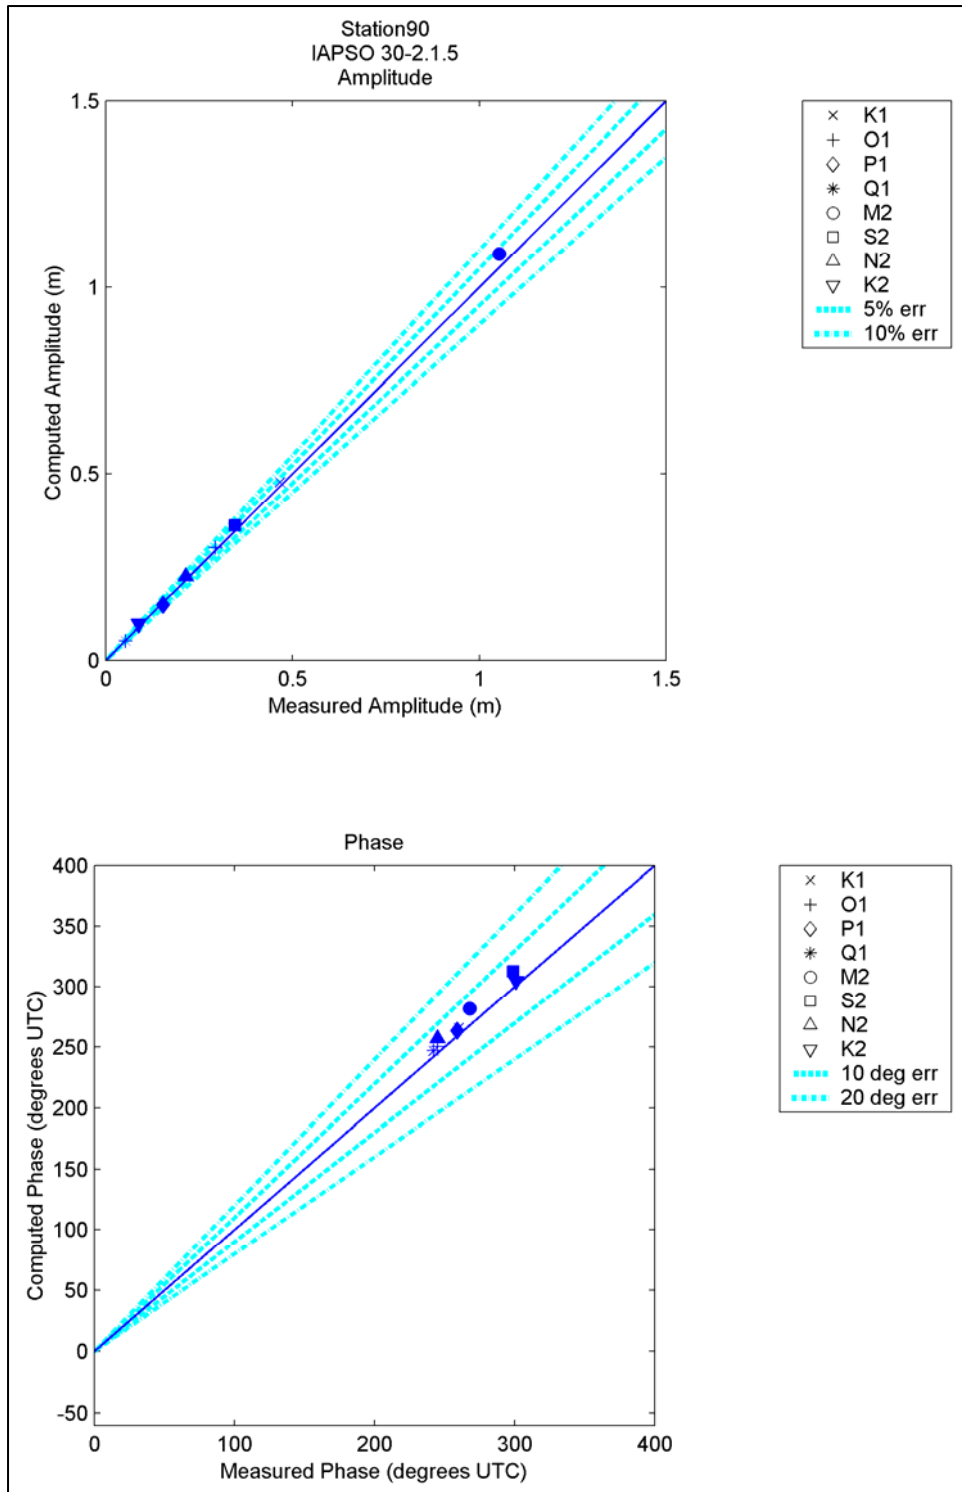 Station90
IAPSO 30-2.1.5
Amplitude
1.5
1
0.5
0
Computed Amplitude (m)
0
0.5
1
1.5
Measured Amplitude (m)
K1
O1
P1
Q1
M2
S2
N2
K2
5% err
10% err
Phase
400
350
300
250
200
150
100
50
0
-50
Computed Phase (degrees UTC)
0
100
200
300
400
Measured Phase (degrees UTC)
K1
O1
P1
Q1
M2
S2
N2
K2
10 deg err
20 deg err